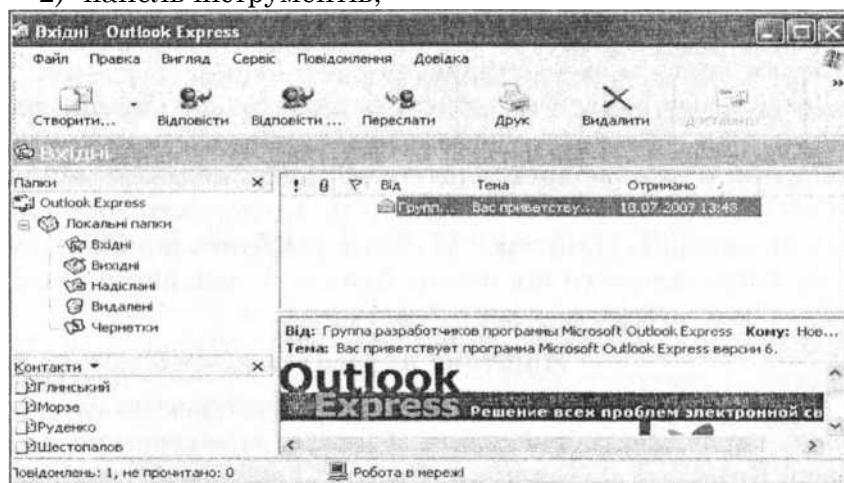 2) панель інструментів;
Вхідні - Outlook Express
Файл Правка Вигляд Сервіс Повідомлення Довідка
Створити... Відповісти Відповісти ... Переслати Друк Видалити »
Вхідні
Папки × ! Від Тема Отримано
Outlook Express Групп... Вас приветству... 18.07.2007 13:48
Локальні папки
Вхідні
Вихідні
Надіслані
Видалені
Чернетки
Від: Группа разработчиков программы Microsoft Outlook Express Кому: Нов...
Тема: Вас приветствует программа Microsoft Outlook Express версии 6.
Контакти ×
Глинський
Морзе
Руденко
Шестопалов
Outlook
Express Решение всех проблем электронной св
Повідомлень: 1, не прочитано: 0 Робота в мережі